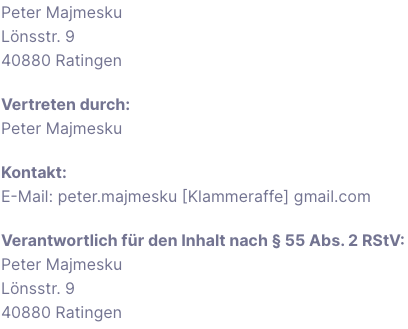 Peter Majmesku
Lönsstr. 9
40880 Ratingen
Vertreten durch:
Peter Majmesku
Kontakt:
E-Mail: peter.majmesku [Klammeraffe] gmail.com
Verantwortlich für den Inhalt nach § 55 Abs. 2 RStV:
Peter Majmesku
Lönsstr. 9
40880 Ratingen